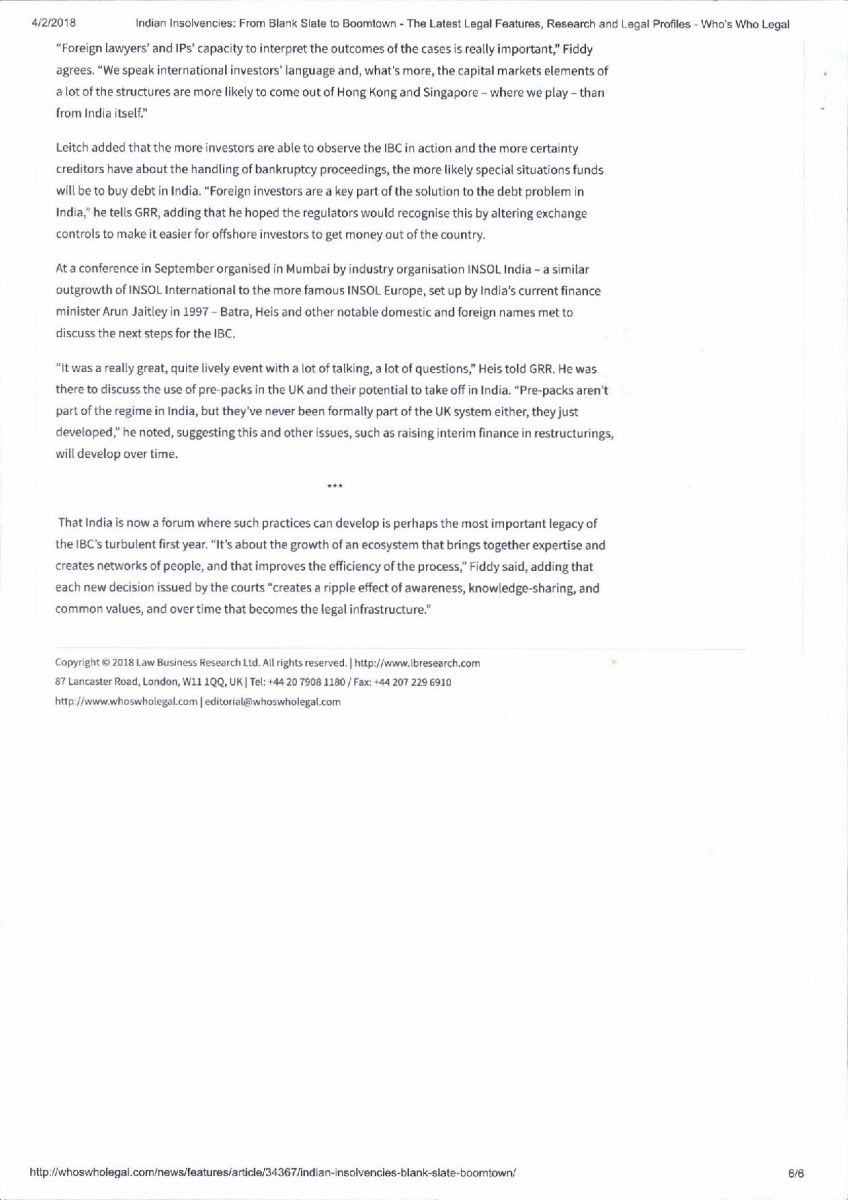 4/2/2018 Indian Insolvencies: From Blank Slate to Boomtown - The Latest Legal Features, Research and Legal Profiles - Who's Who Legal
“Foreign lawyers’ and IPs’ capacity to interpret the outcomes of the cases is really important,” Fiddy
agrees. “We speak international investors’ language and, what’s more, the capital markets elements of
a lot of the structures are more likely to come out of Hong Kong and Singapore – where we play – than
from India itself.”
Leitch added that the more investors are able to observe the IBC in action and the more certainty
creditors have about the handling of bankruptcy proceedings, the more likely special situations funds
will be to buy debt in India. “Foreign investors are a key part of the solution to the debt problem in
India,” he tells GRR, adding that he hoped the regulators would recognise this by altering exchange
controls to make it easier for offshore investors to get money out of the country.
At a conference in September organised in Mumbai by industry organisation INSOL India – a similar
outgrowth of INSOL International to the more famous INSOL Europe, set up by India’s current finance
minister Arun Jaitley in 1997 – Batra, Heis and other notable domestic and foreign names met to
discuss the next steps for the IBC.
“It was a really great, quite lively event with a lot of talking, a lot of questions,” Heis told GRR. He was
there to discuss the use of pre-packs in the UK and their potential to take off in India. “Pre-packs aren’t
part of the regime in India, but they’ve never been formally part of the UK system either, they just
developed,” he noted, suggesting this and other issues, such as raising interim finance in restructurings,
will develop over time.
***
That India is now a forum where such practices can develop is perhaps the most important legacy of
the IBC’s turbulent first year. “It’s about the growth of an ecosystem that brings together expertise and
creates networks of people, and that improves the efficiency of the process,” Fiddy said, adding that
each new decision issued by the courts “creates a ripple effect of awareness, knowledge-sharing, and
common values, and over time that becomes the legal infrastructure.”
Copyright © 2018 Law Business Research Ltd. All rights reserved. | http://www.lbresearch.com
87 Lancaster Road, London, W11 1QQ, UK | Tel: +44 20 7908 1180 / Fax: +44 207 229 6910
http://www.whoswholegal.com | editorial@whoswholegal.com
http://whoswholegal.com/news/features/article/34367/indian-insolvencies-blank-slate-boomtown/ 6/6